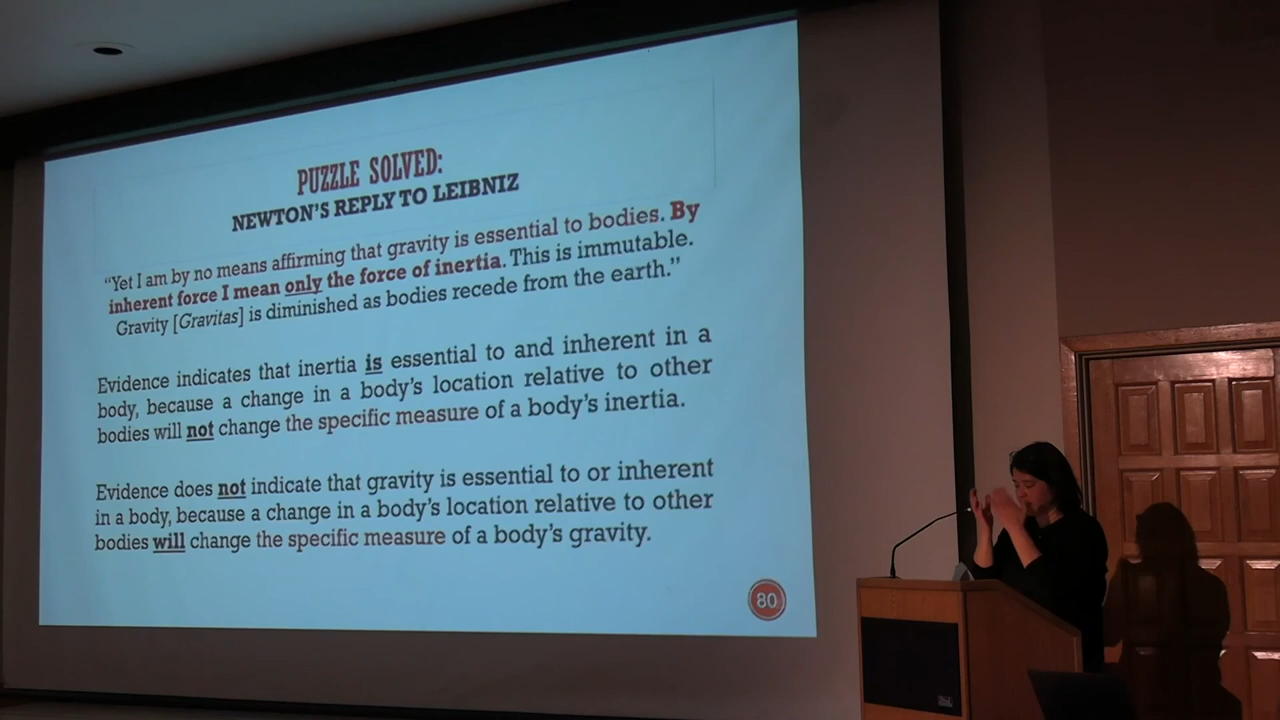 PUZZLE SOLVED:
NEWTON'S REPLY TO LEIBNIZ
“Yet I am by no means affirming that gravity is essential to bodies. By
inherent force I mean only the force of inertia. This is immutable.
Gravity [Gravitas] is diminished as bodies recede from the earth.”
Evidence indicates that inertia is essential to and inherent in a
body, because a change in a body's location relative to other
bodies will not change the specific measure of a body's inertia.
Evidence does not indicate that gravity is essential to or inherent
in a body, because a change in a body's location relative to other
bodies will change the specific measure of a body's gravity.
80